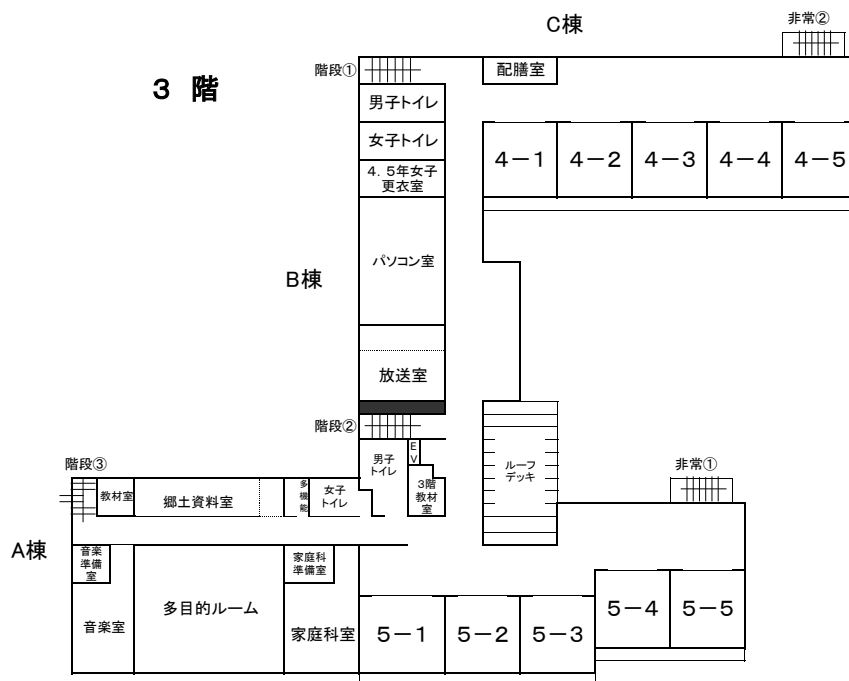 C棟
非常②
３ 階
階段①
配膳室
男子トイレ
女子トイレ
４－１
４－２
４－３
４－４
４－５
４．５年女子
更衣室
パソコン室
B棟
放送室
階段②
男子
トイレ
E
V
ルーフ
デッキ
３階
教材
室
非常①
階段③
教材室
郷土資料室
多
機
能
女子
トイレ
A棟
音楽
準備
室
家庭科
準備室
多目的ルーム
音楽室
家庭科室
５－１
５－２
５－３
５－４
５－５